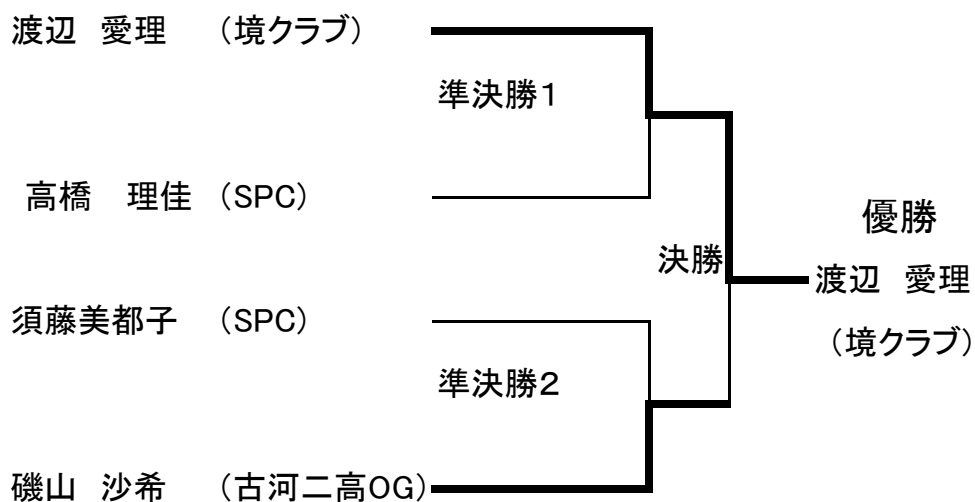 渡辺　愛理　（境クラブ）
準決勝１
高橋　理佳　（SPC）
優勝
決勝
渡辺　愛理
須藤美都子　（SPC）
（境クラブ）
準決勝２
磯山　沙希　（古河二高OG）